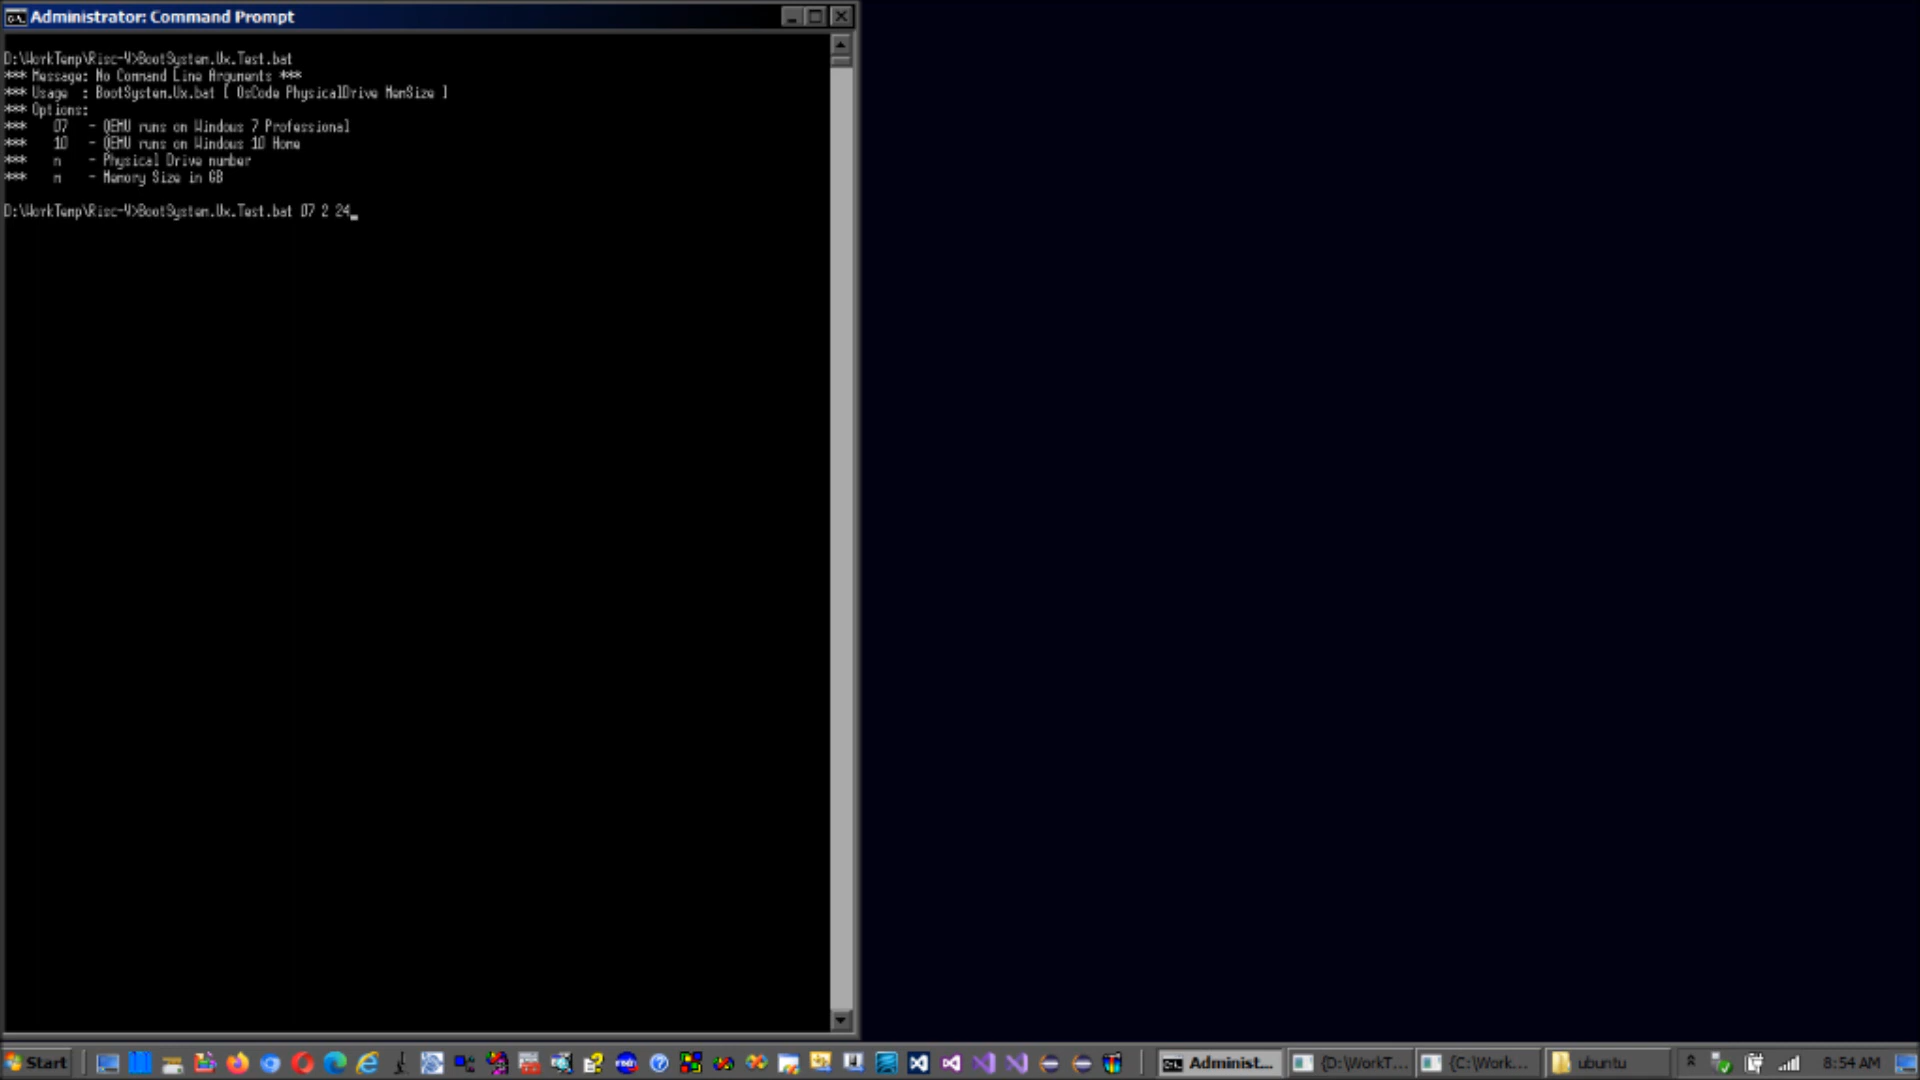 Administrator: Command Prompt
D:\WorkTemp\Risc-V>BootSystem.Ux.Test.bat
*** Message: No Command Line Arguments ***
*** Usage  : BootSystem.Ux.bat [ OsCode PhysicalDrive MemSize ]
*** Options:
***    07   - QEMU runs on Windows 7 Professional
***    10   - QEMU runs on Windows 10 Home
***    n    - Physical Drive number
***    m    - Memory Size in GB
D:\WorkTemp\Risc-V>BootSystem.Ux.Test.bat 07 2 24_
Start
Administ...
{D:\WorkT...
{C:\Work...
ubuntu
8:54 AM